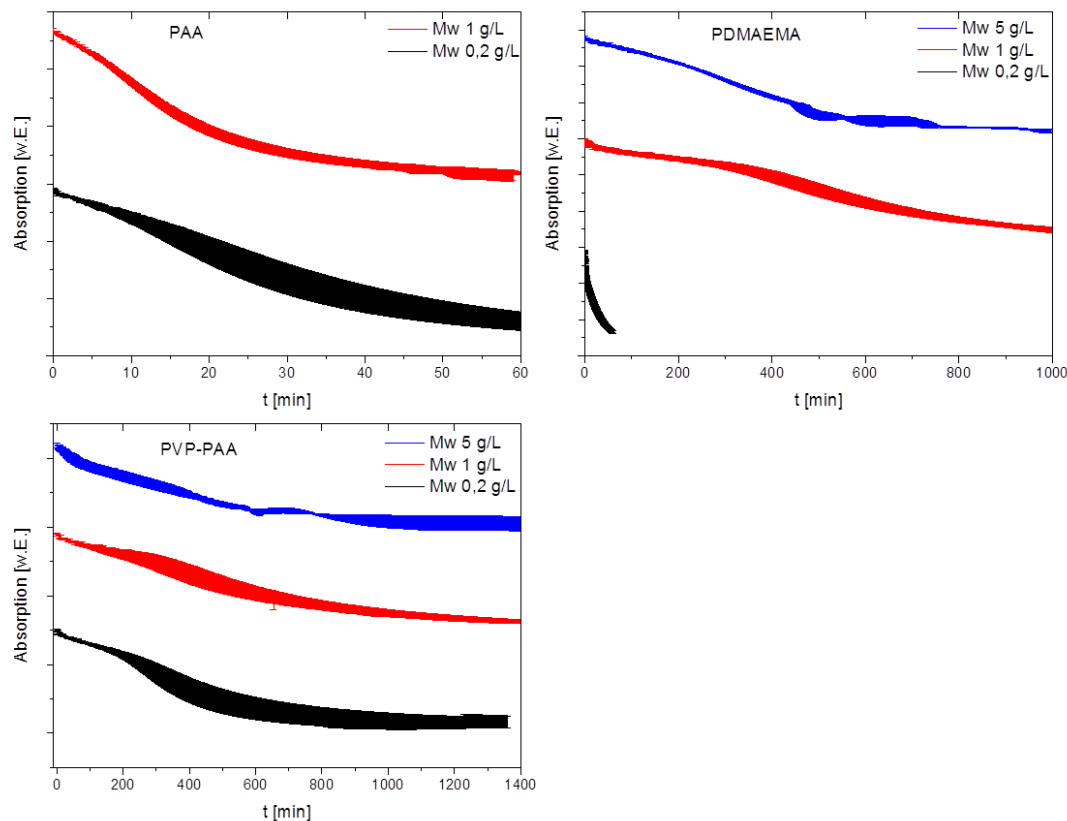 PAA
Mw 1 g/L
Mw 0,2 g/L
Absorption [w.E.]
0 10 20 30 40 50 60
t [min]
PDMAEMA
Mw 5 g/L
Mw 1 g/L
Mw 0,2 g/L
Absorption [w.E.]
0 200 400 600 800 1000
t [min]
PVP-PAA
Mw 5 g/L
Mw 1 g/L
Mw 0,2 g/L
Absorption [w.E.]
0 200 400 600 800 1000 1200 1400
t [min]